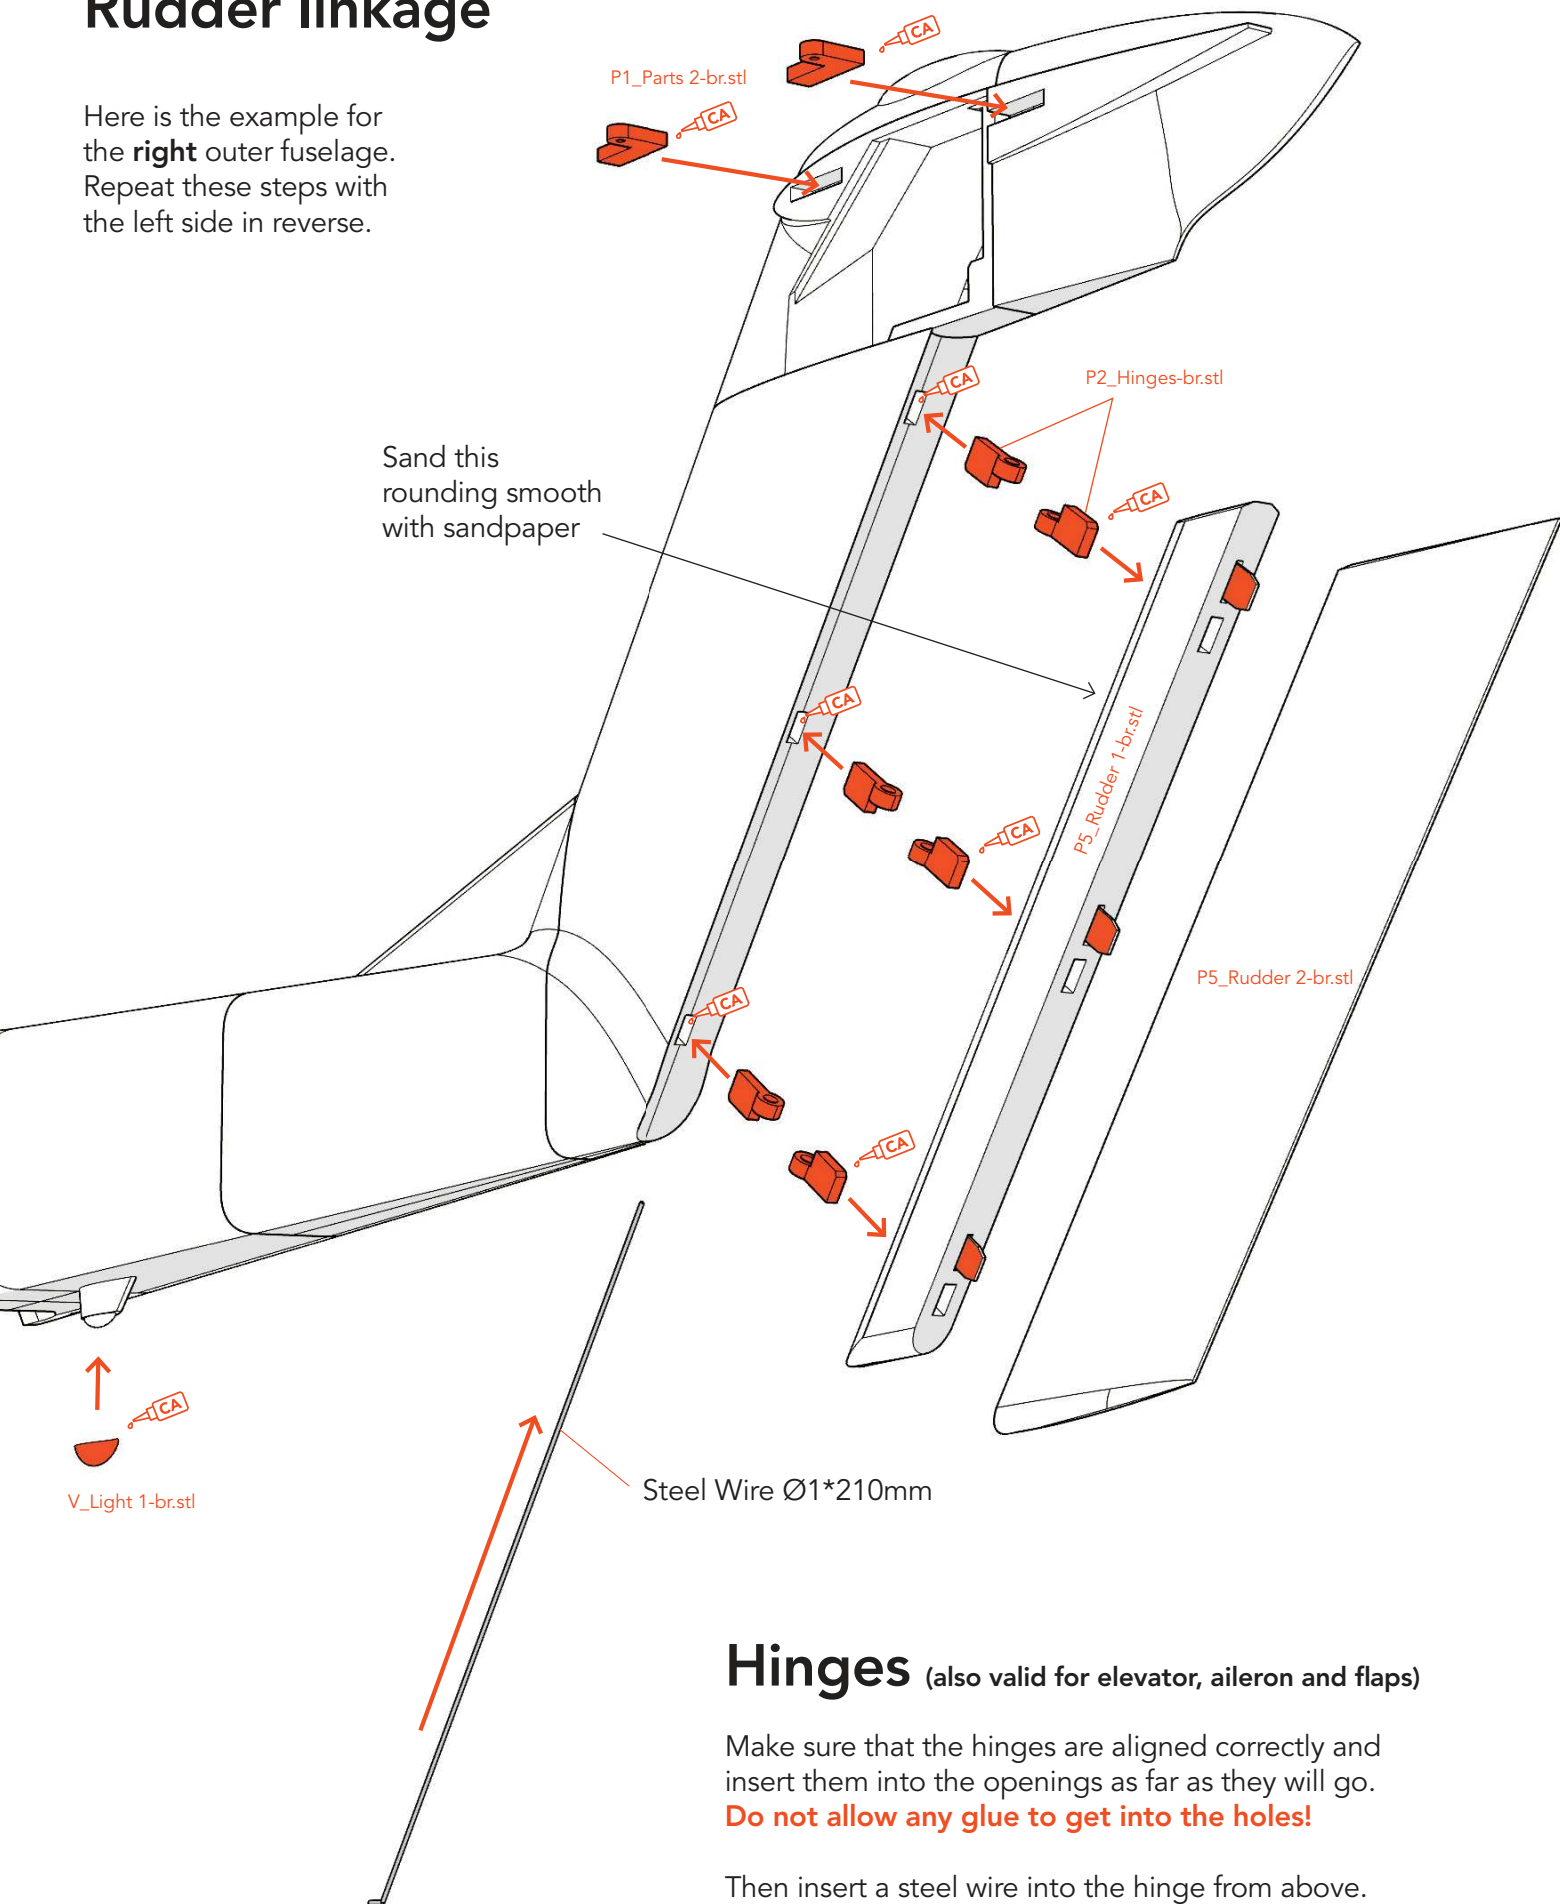 Rudder linkage
Here is the example for
the right outer fuselage.
Repeat these steps with
the left side in reverse.
CA
P1_Parts 2-br.stl
CA
CA
P2_Hinges-br.stl
Sand this
rounding smooth
with sandpaper
CA
CA
P5_Rudder 1-br.stl
CA
P5_Rudder 2-br.stl
CA
CA
CA
V_Light 1-br.stl
Steel Wire Ø1*210mm
Hinges (also valid for elevator, aileron and flaps)
Make sure that the hinges are aligned correctly and
insert them into the openings as far as they will go.
Do not allow any glue to get into the holes!
Then insert a steel wire into the hinge from above.